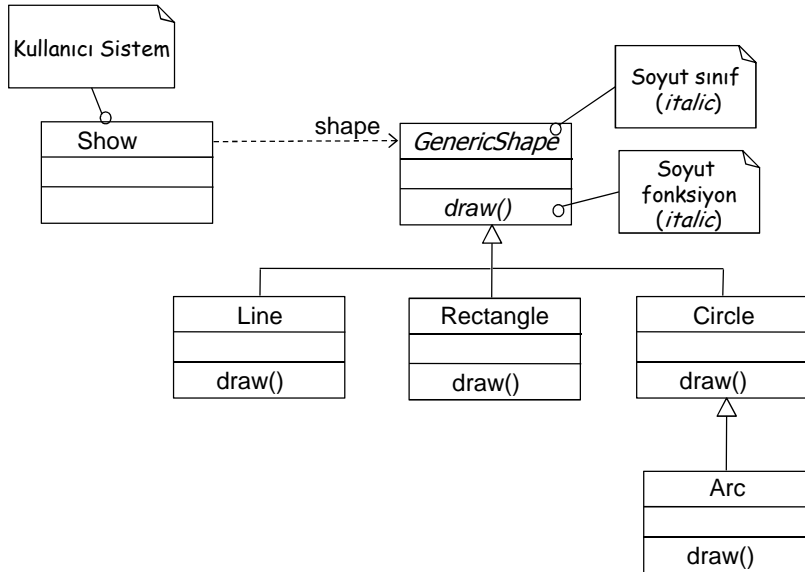 Kullanıcı Sistem
Show
shape
GenericShape
draw()
Soyut sınıf
(italic)
Soyut
fonksiyon
(italic)
Line
draw()
Rectangle
draw()
Circle
draw()
Arc
draw()